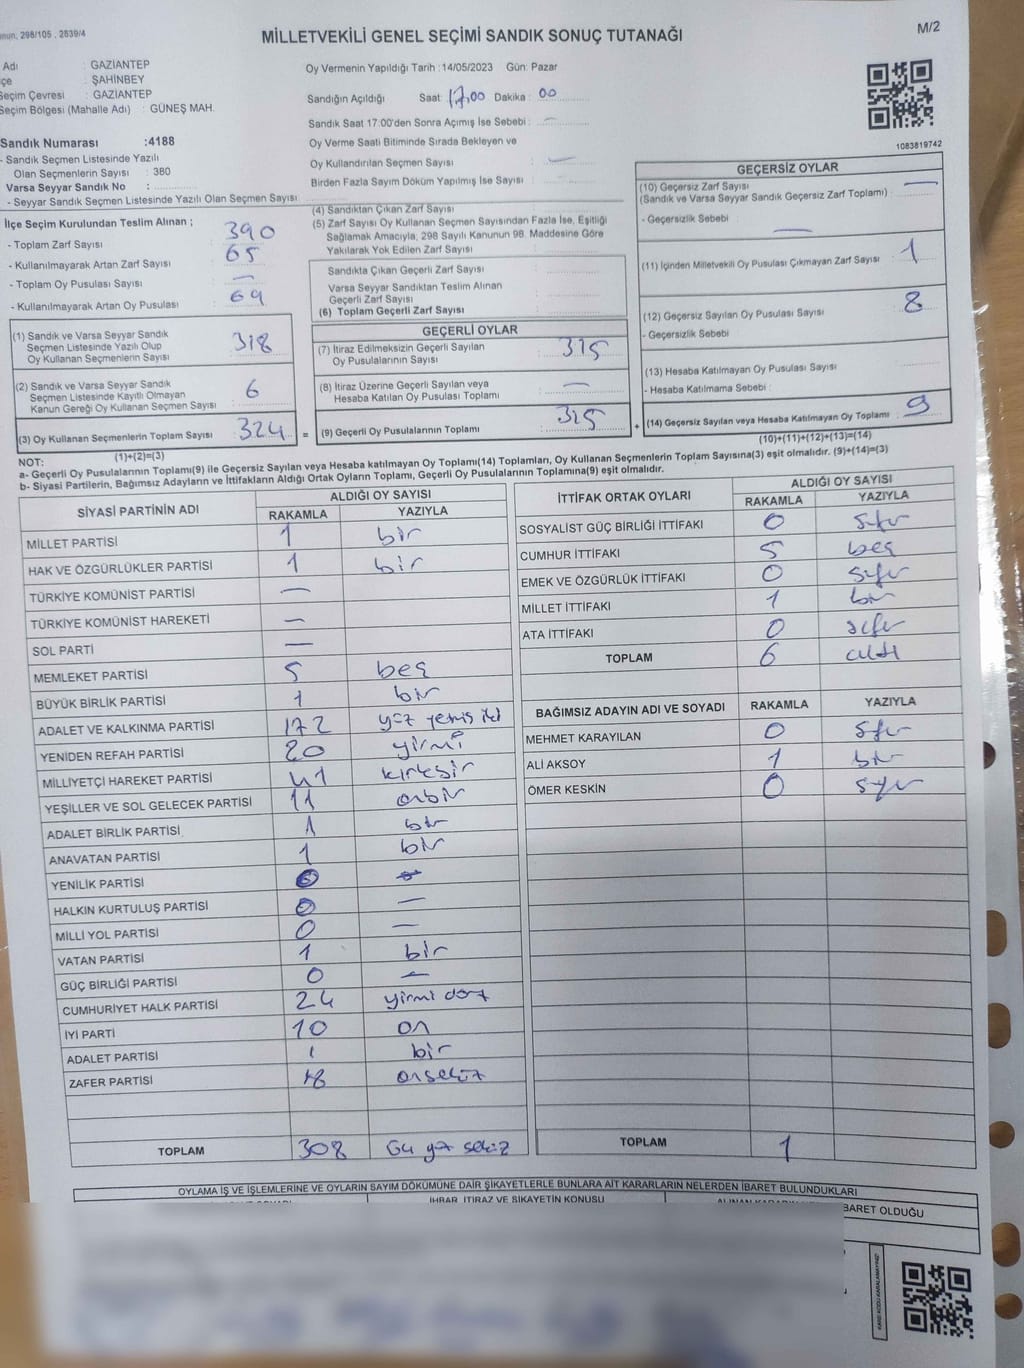 298/105 , 2839/4
M/2
MİLLETVEKİLİ GENEL SEÇİMİ SANDIK SONUÇ TUTANAĞI
Adı : GAZİANTEP
çe : ŞAHİNBEY
Seçim Çevresi : GAZİANTEP
Seçim Bölgesi (Mahalle Adı) : GÜNEŞ MAH.
Oy Vermenin Yapıldığı Tarih : 14/05/2023 Gün: Pazar
Sandığın Açıldığı Saat 17,00 Dakika : 00
Sandık Saat 17:00'den Sonra Açımış İse Sebebi : —
Oy Verme Saati Bitiminde Sırada Bekleyen ve
Oy Kullandırılan Seçmen Sayısı : —
Birden Fazla Sayım Döküm Yapılmış İse Sayısı : —
1083819742
Sandık Numarası :4188
- Sandık Seçmen Listesinde Yazılı
Olan Seçmenlerin Sayısı : 380
Varsa Seyyar Sandık No :
- Seyyar Sandık Seçmen Listesinde Yazılı Olan Seçmen Sayısı
İlçe Seçim Kurulundan Teslim Alınan ;
- Toplam Zarf Sayısı : 390
- Kullanılmayarak Artan Zarf Sayısı : 65
- Toplam Oy Pusulası Sayısı : —
- Kullanılmayarak Artan Oy Pusulası : 69
(1) Sandık ve Varsa Seyyar Sandık
Seçmen Listesinde Yazılı Olup
Oy Kullanan Seçmenlerin Sayısı : 318
(2) Sandık ve Varsa Seyyar Sandık
Seçmen Listesinde Kayıtlı Olmayan
Kanun Gereği Oy Kullanan Seçmen Sayısı : 6
(3) Oy Kullanan Seçmenlerin Toplam Sayısı : 324
(1)+(2)=(3)
(4) Sandıktan Çıkan Zarf Sayısı
(5) Zarf Sayısı Oy Kullanan Seçmen Sayısından Fazla İse, Eşitliği
Sağlamak Amacıyla, 298 Sayılı Kanunun 98. Maddesine Göre
Yakılarak Yok Edilen Zarf Sayısı
Sandıkta Çıkan Geçerli Zarf Sayısı
Varsa Seyyar Sandıktan Teslim Alınan
Geçerli Zarf Sayısı
(6) Toplam Geçerli Zarf Sayısı
GEÇERLİ OYLAR
(7) İtiraz Edilmeksizin Geçerli Sayılan
Oy Pusulalarının Sayısı : 315
(8) İtiraz Üzerine Geçerli Sayılan veya
Hesaba Katılan Oy Pusulası Toplamı : —
(9) Geçerli Oy Pusulalarının Toplamı : 315
GEÇERSİZ OYLAR
(10) Geçersiz Zarf Sayısı
(Sandık ve Varsa Seyyar Sandık Geçersiz Zarf Toplamı) : —
- Geçersizlik Sebebi : —
(11) İçinden Milletvekili Oy Pusulası Çıkmayan Zarf Sayısı : 1
(12) Geçersiz Sayılan Oy Pusulası Sayısı : 8
- Geçersizlik Sebebi :
(13) Hesaba Katılmayan Oy Pusulası Sayısı
- Hesaba Katılmama Sebebi :
(14) Geçersiz Sayılan veya Hesaba Katılmayan Oy Toplamı : 9
(10)+(11)+(12)+(13)=(14)
NOT:
a- Geçerli Oy Pusulalarının Toplamı(9) ile Geçersiz Sayılan veya Hesaba katılmayan Oy Toplamı(14) Toplamları, Oy Kullanan Seçmenlerin Toplam Sayısına(3) eşit olmalıdır. (9)+(14)=(3)
b- Siyasi Partilerin, Bağımsız Adayların ve İttifakların Aldığı Ortak Oyların Toplamı, Geçerli Oy Pusulalarının Toplamına(9) eşit olmalıdır.
SİYASİ PARTİNİN ADI ALDIĞI OY SAYISI
RAKAMLA YAZIYLA
MİLLET PARTİSİ 1 bir
HAK VE ÖZGÜRLÜKLER PARTİSİ 1 bir
TÜRKİYE KOMÜNİST PARTİSİ —
TÜRKİYE KOMÜNİST HAREKETİ —
SOL PARTİ —
MEMLEKET PARTİSİ 5 beş
BÜYÜK BİRLİK PARTİSİ 1 bir
ADALET VE KALKINMA PARTİSİ 172 yüz yetmiş iki
YENİDEN REFAH PARTİSİ 20 yirmi
MİLLİYETÇİ HAREKET PARTİSİ 41 kırkbir
YEŞİLLER VE SOL GELECEK PARTİSİ 11 onbir
ADALET BİRLİK PARTİSİ 1 bir
ANAVATAN PARTİSİ 1 bir
YENİLİK PARTİSİ 0
HALKIN KURTULUŞ PARTİSİ 0 —
MİLLİ YOL PARTİSİ 0 —
VATAN PARTİSİ 1 bir
GÜÇ BİRLİĞİ PARTİSİ 0 —
CUMHURİYET HALK PARTİSİ 24 yirmi dört
İYİ PARTİ 10 on
ADALET PARTİSİ 1 bir
ZAFER PARTİSİ 18 onsekiz
TOPLAM 308 üç yüz sekiz
İTTİFAK ORTAK OYLARI ALDIĞI OY SAYISI
RAKAMLA YAZIYLA
SOSYALİST GÜÇ BİRLİĞİ İTTİFAKI 0 sıfır
CUMHUR İTTİFAKI 5 beş
EMEK VE ÖZGÜRLÜK İTTİFAKI 0 sıfır
MİLLET İTTİFAKI 1 bir
ATA İTTİFAKI 0 sıfır
TOPLAM 6 altı
BAĞIMSIZ ADAYIN ADI VE SOYADI RAKAMLA YAZIYLA
MEHMET KARAYILAN 0 sıfır
ALİ AKSOY 1 bir
ÖMER KESKİN 0 sıfır
TOPLAM 1
OYLAMA İŞ VE İŞLEMLERİNE VE OYLARIN SAYIM DÖKÜMÜNE DAİR ŞİKAYETLERLE BUNLARA AİT KARARLARIN NELERDEN İBARET BULUNDUKLARI
İHBAR, İTİRAZ VE ŞİKAYETİN KONUSU
BARET OLDUĞU